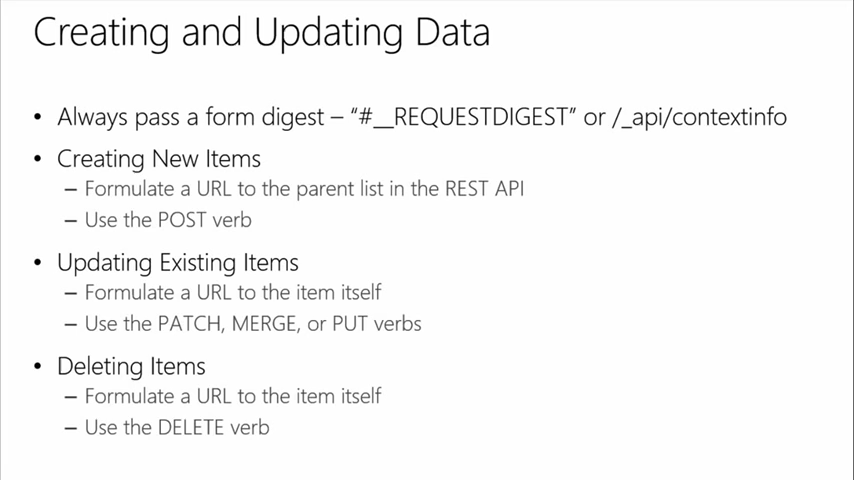 Creating and Updating Data
• Always pass a form digest – “#__REQUESTDIGEST” or /_api/contextinfo
• Creating New Items
– Formulate a URL to the parent list in the REST API
– Use the POST verb
• Updating Existing Items
– Formulate a URL to the item itself
– Use the PATCH, MERGE, or PUT verbs
• Deleting Items
– Formulate a URL to the item itself
– Use the DELETE verb